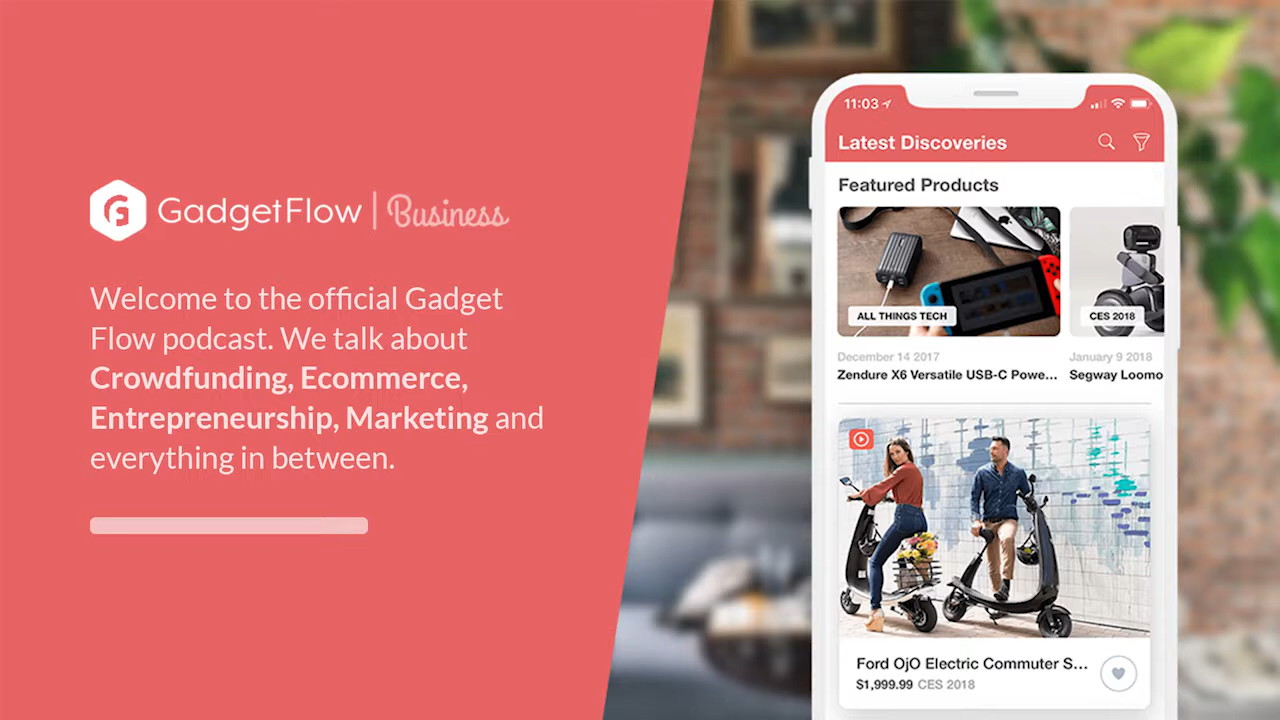 GadgetFlow | Business
Welcome to the official Gadget
Flow podcast. We talk about
Crowdfunding, Ecommerce,
Entrepreneurship, Marketing and
everything in between.
11:03
Latest Discoveries
Featured Products
ALL THINGS TECH
CES 2018
December 14 2017
January 9 2018
Zendure X6 Versatile USB-C Powe...
Segway Loomo
Ford OjO Electric Commuter S...
$1,999.99 CES 2018